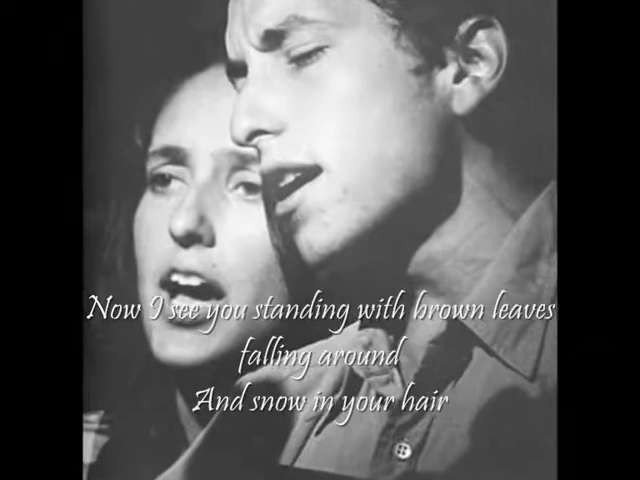 Now I see you standing with brown leaves
falling around
And snow in your hair